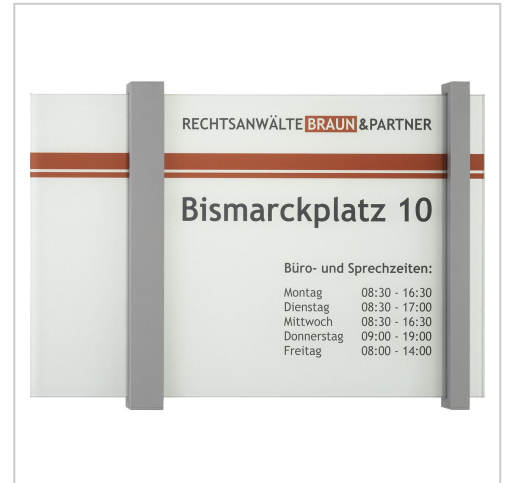 RECHTSANWÄLTE BRAUN & PARTNER
Bismarckplatz 10
Büro- und Sprechzeiten:
Montag 08:30 - 16:30
Dienstag 08:30 - 17:00
Mittwoch 08:30 - 16:30
Donnerstag 09:00 - 19:00
Freitag 08:00 - 14:00